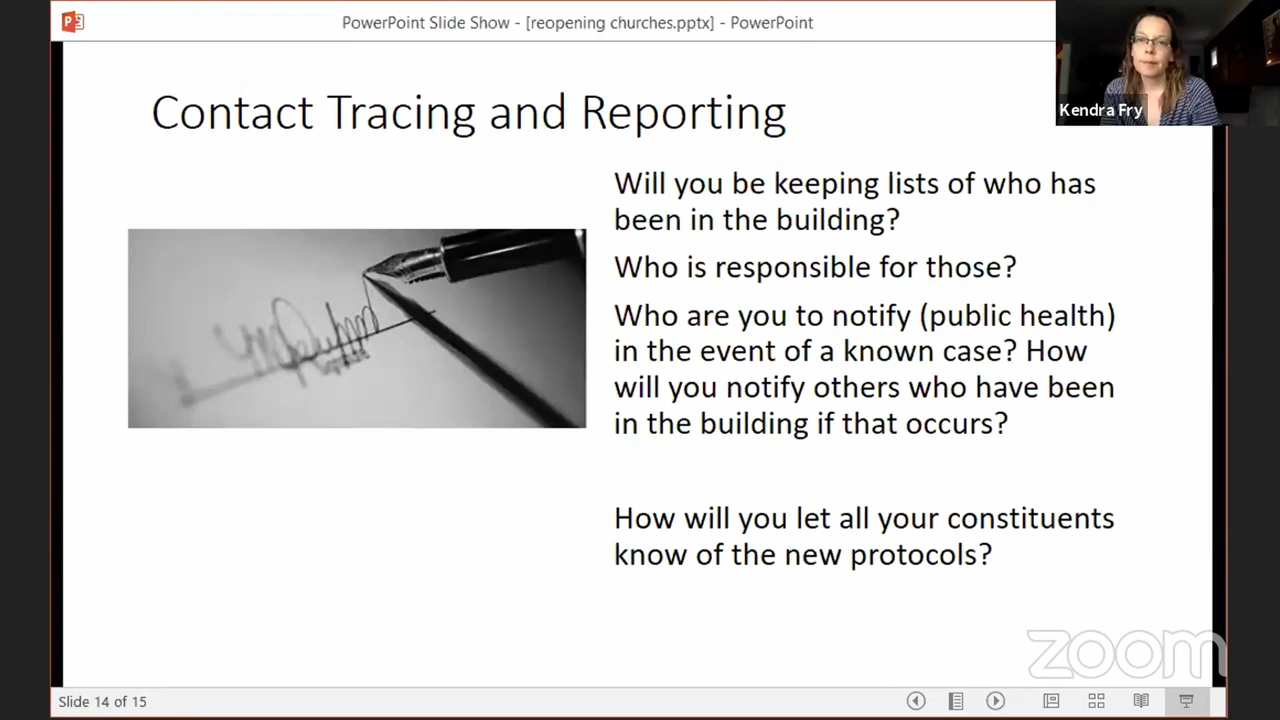 PowerPoint Slide Show - [reopening churches.pptx] - PowerPoint
Kendra Fry
Contact Tracing and Reporting
Will you be keeping lists of who has
been in the building?
Who is responsible for those?
Who are you to notify (public health)
in the event of a known case? How
will you notify others who have been
in the building if that occurs?
How will you let all your constituents
know of the new protocols?
zoom
Slide 14 of 15